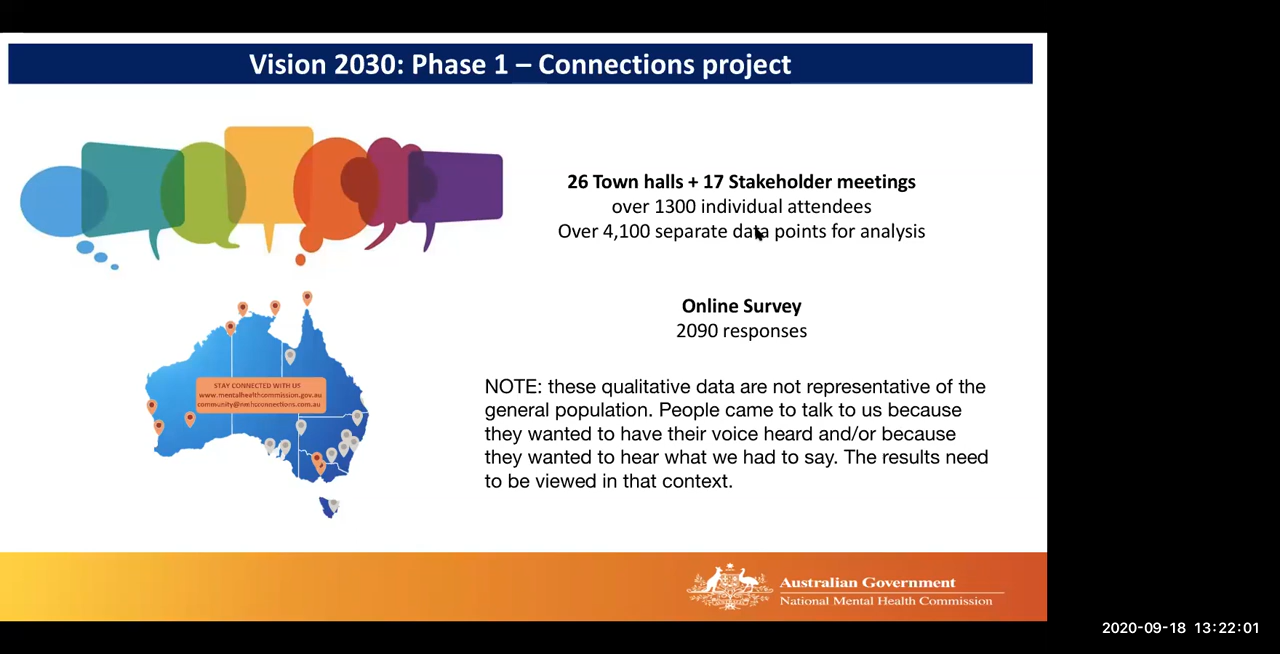 Vision 2030: Phase 1 – Connections project
26 Town halls + 17 Stakeholder meetings
over 1300 individual attendees
Over 4,100 separate data points for analysis
Online Survey
2090 responses
STAY CONNECTED WITH US
www.mentalhealthcommission.gov.au
community@nmhcconnections.com.au
NOTE: these qualitative data are not representative of the
general population. People came to talk to us because
they wanted to have their voice heard and/or because
they wanted to hear what we had to say. The results need
to be viewed in that context.
Australian Government
National Mental Health Commission
2020-09-18 13:22:01